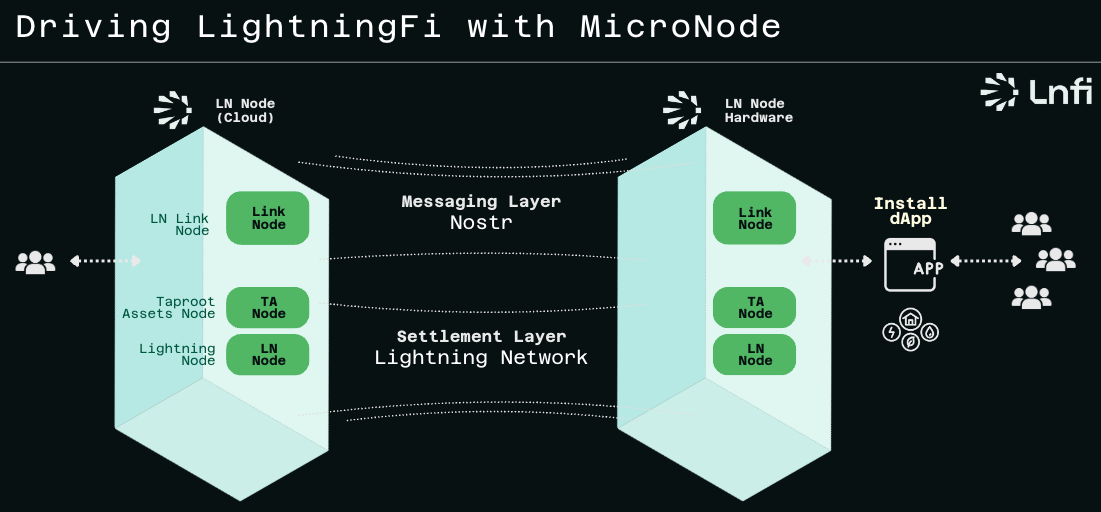 Driving LightningFi with MicroNode
LN Node
(Cloud)
LN Node
Hardware
Lnfi
LN Link
Node
Link
Node
Taproot
Assets Node
TA
Node
Lightning
Node
LN
Node
Messaging Layer
Nostr
Settlement Layer
Lightning Network
Link
Node
TA
Node
LN
Node
Install
dApp
APP